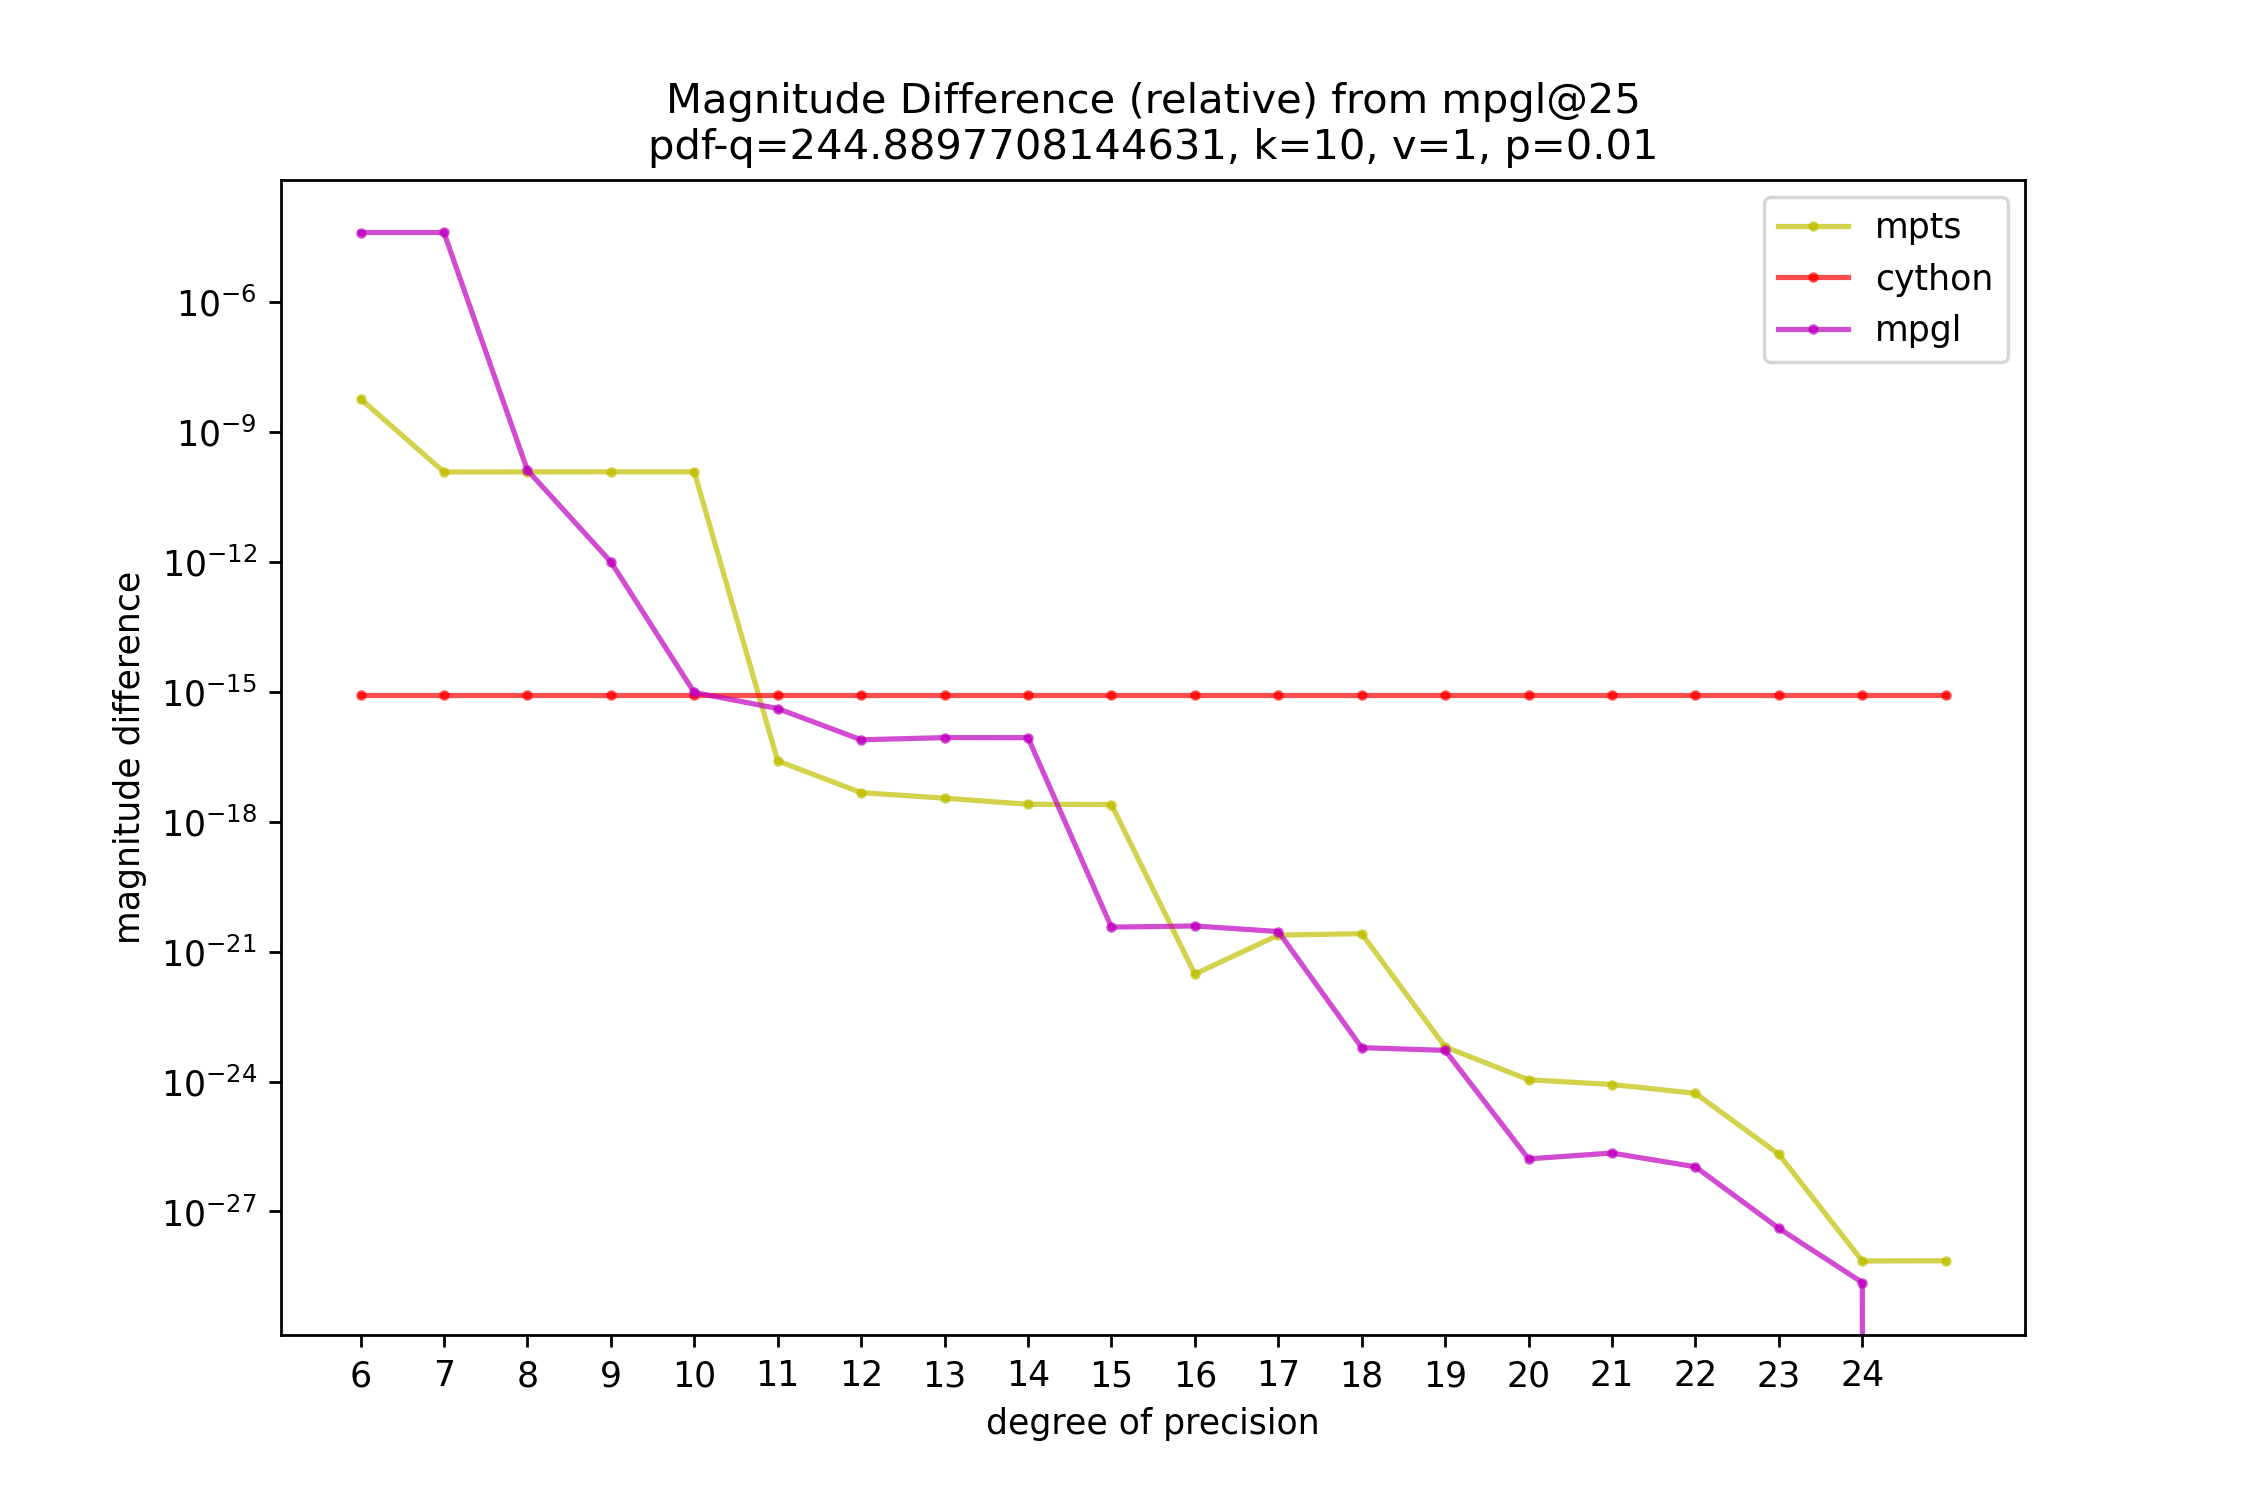 Magnitude Difference (relative) from mpgl@25
pdf-q=244.8897708144631, k=10, v=1, p=0.01
mpts
cython
mpgl
10⁻⁶
10⁻⁹
10⁻¹²
10⁻¹⁵
10⁻¹⁸
10⁻²¹
10⁻²⁴
10⁻²⁷
magnitude difference
6 7 8 9 10 11 12 13 14 15 16 17 18 19 20 21 22 23 24
degree of precision